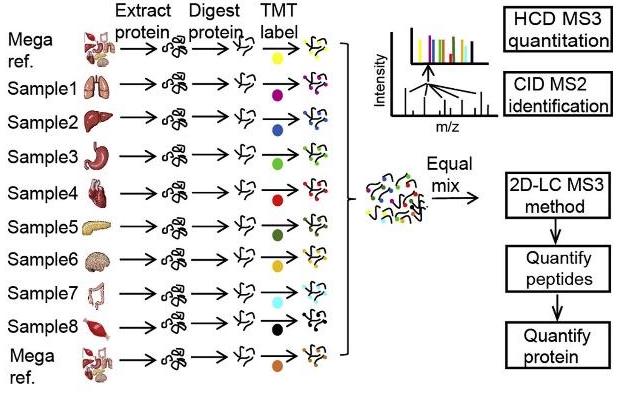 Extract Digest TMT
protein protein label
Mega
ref.
Sample1
Sample2
Sample3
Sample4
Sample5
Sample6
Sample7
Sample8
Mega
ref.
Intensity
m/z
HCD MS3
quantitation
CID MS2
identification
Equal
mix
2D-LC MS3
method
Quantify
peptides
Quantify
protein